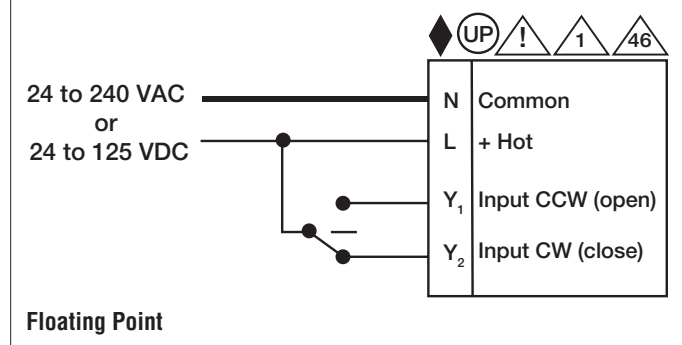 UP ! 1 46
24 to 240 VAC
or
24 to 125 VDC
N Common
L + Hot
Y₁ Input CCW (open)
Y₂ Input CW (close)
Floating Point